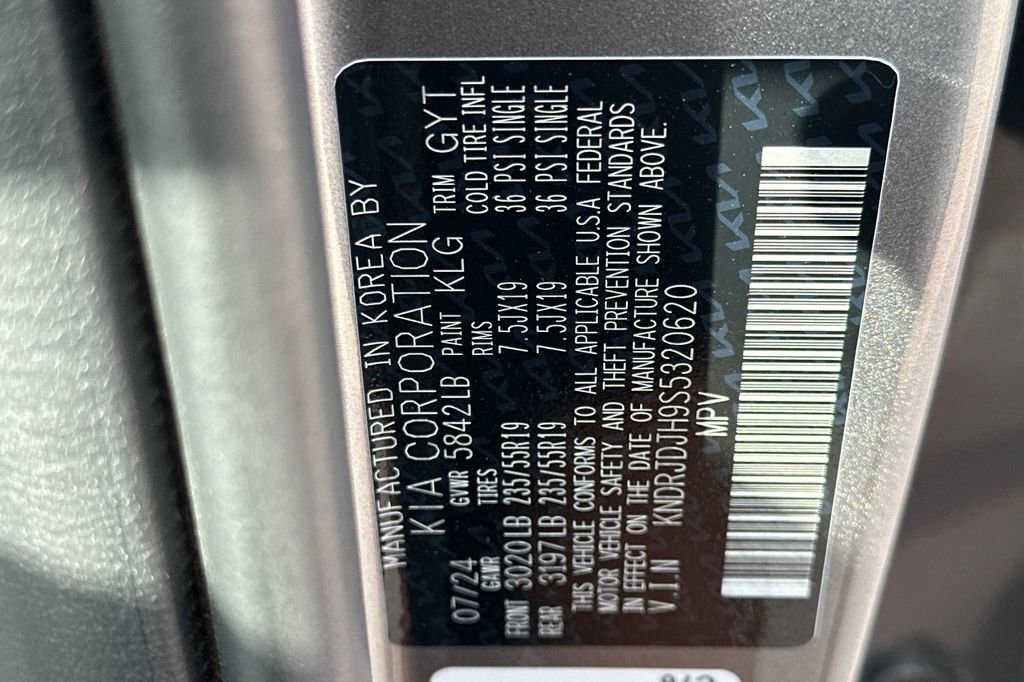 MANUFACTURED IN KOREA BY
KIA CORPORATION
07/24 GVWR 5842LB PAINT KLG TRIM GYT
GAWR TIRES RIMS COLD TIRE INFL
FRONT 3020LB 235/55R19 7.5JX19 36 PSI SINGLE
REAR 3197LB 235/55R19 7.5JX19 36 PSI SINGLE
THIS VEHICLE CONFORMS TO ALL APPLICABLE U.S.A FEDERAL
MOTOR VEHICLE SAFETY AND THEFT PREVENTION STANDARDS
IN EFFECT ON THE DATE OF MANUFACTURE SHOWN ABOVE.
V.I.N KNDRJDJH9S5320620
MPV